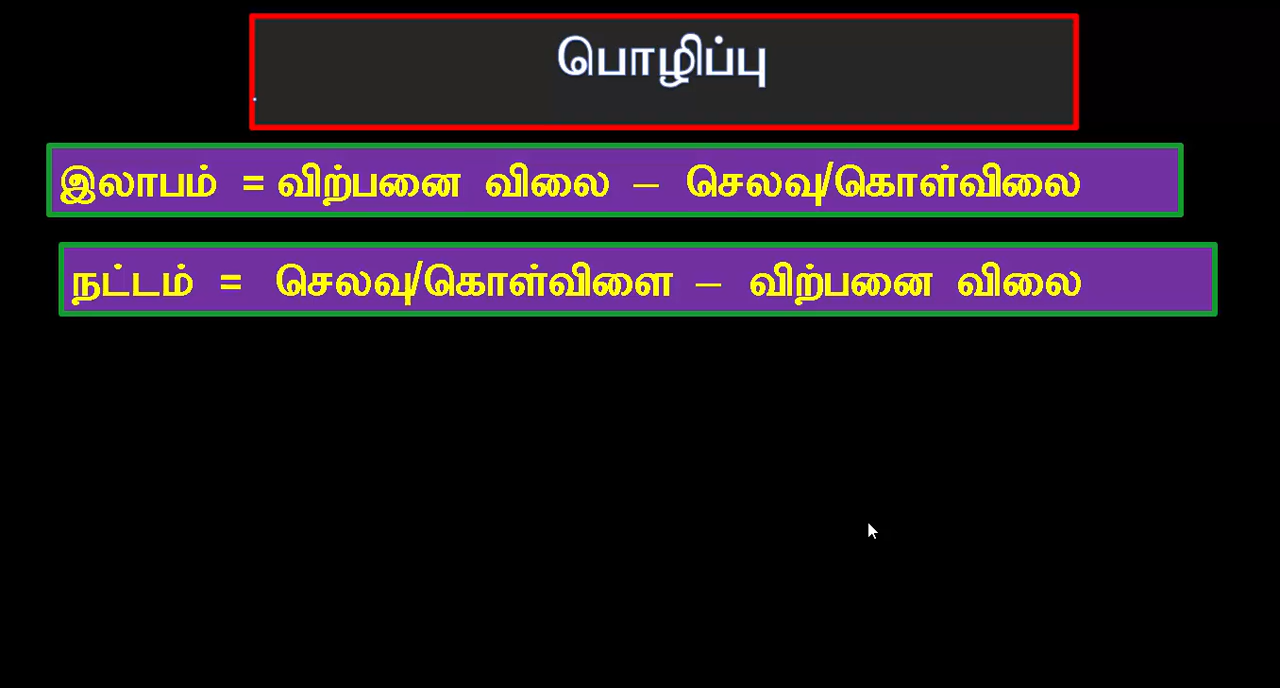 பொழிப்பு
இலாபம் = விற்பனை விலை – செலவு/கொள்விலை
நட்டம் = செலவு/கொள்விளை – விற்பனை விலை